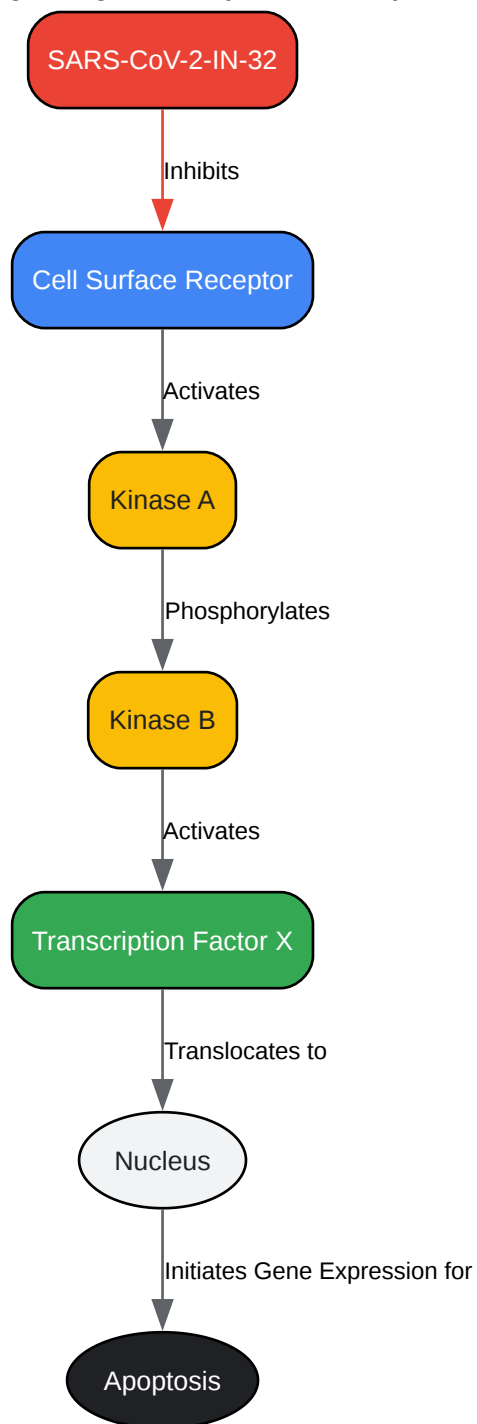 SARS-CoV-2-IN-32
Inhibits
Cell Surface Receptor
Activates
Kinase A
Phosphorylates
Kinase B
Activates
Transcription Factor X
Translocates to
Nucleus
Initiates Gene Expression for
Apoptosis